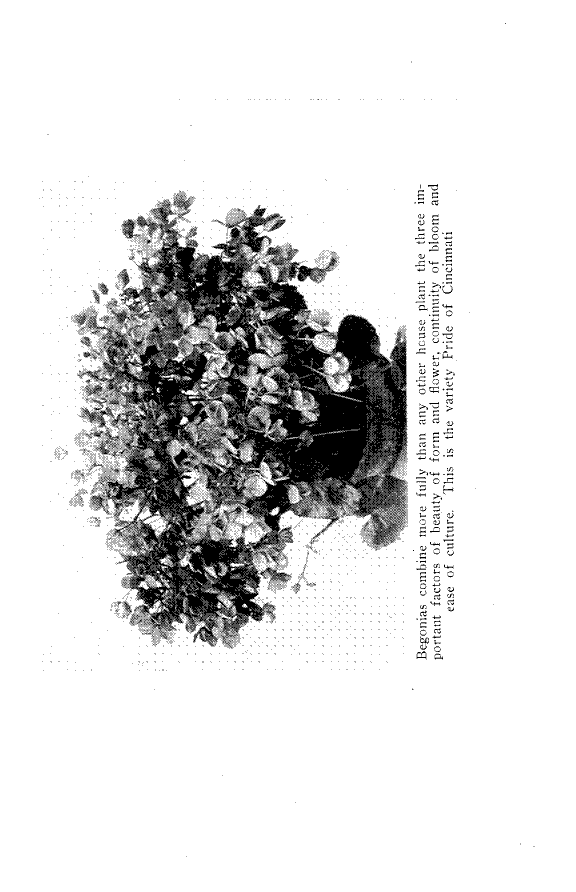 Begonias combine more fully than any other house plant the three im-
portant factors of beauty of form and flower, continuity of bloom and
ease of culture. This is the variety Pride of Cincinnati